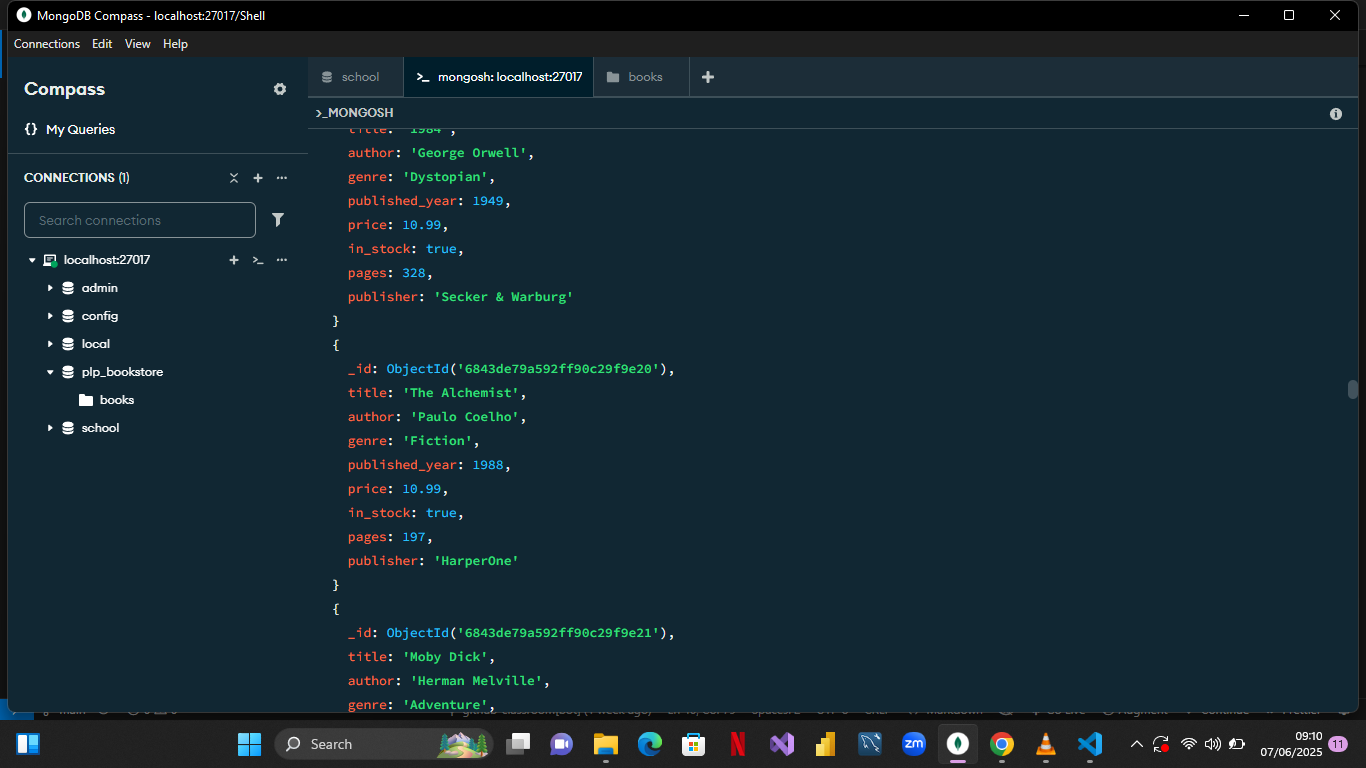 MongoDB Compass - localhost:27017/Shell
Connections Edit View Help
Compass
{} My Queries
CONNECTIONS (1)
Search connections
localhost:27017
admin
config
local
plp_bookstore
books
school
school
>_ mongosh: localhost:27017
books
>_MONGOSH
title: '1984',
author: 'George Orwell',
genre: 'Dystopian',
published_year: 1949,
price: 10.99,
in_stock: true,
pages: 328,
publisher: 'Secker & Warburg'
}
{
_id: ObjectId('6843de79a592ff90c29f9e20'),
title: 'The Alchemist',
author: 'Paulo Coelho',
genre: 'Fiction',
published_year: 1988,
price: 10.99,
in_stock: true,
pages: 197,
publisher: 'HarperOne'
}
{
_id: ObjectId('6843de79a592ff90c29f9e21'),
title: 'Moby Dick',
author: 'Herman Melville',
genre: 'Adventure',
Search
zm
09:10
07/06/2025
11